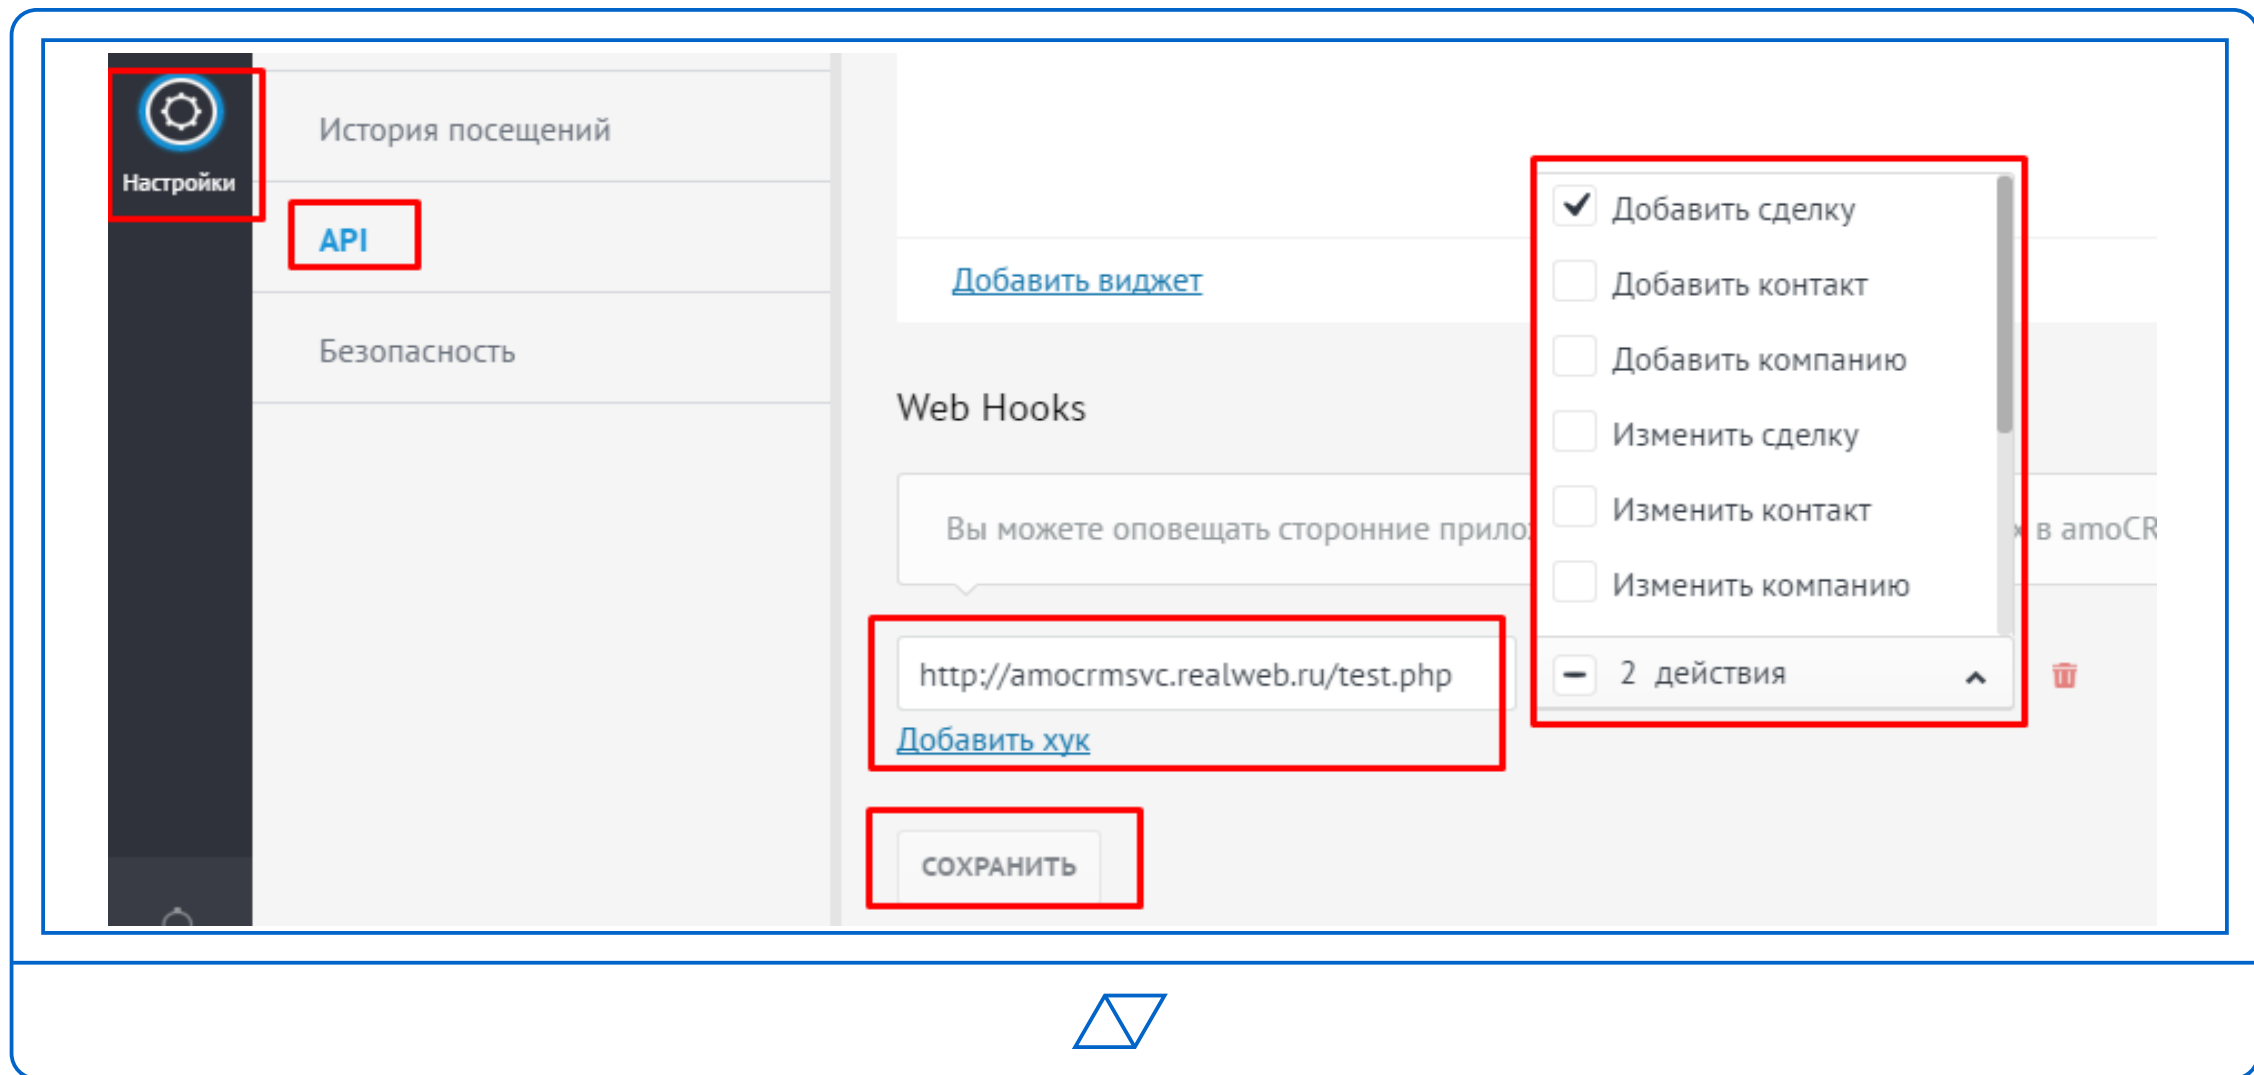 Настройки
История посещений
API
Безопасность
Добавить виджет
Web Hooks
Вы можете оповещать сторонние
в amoCR
http://amocrmsvc.realweb.ru/test.php
Добавить хук
СОХРАНИТЬ
Добавить сделку
Добавить контакт
Добавить компанию
Изменить сделку
Изменить контакт
Изменить компанию
2 действия